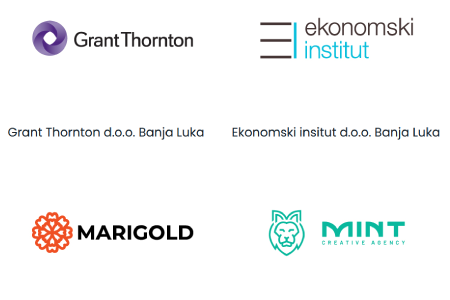 Grant Thornton
ekonomski
institut
Grant Thornton d.o.o. Banja Luka
Ekonomski insitut d.o.o. Banja Luka
MARIGOLD
MINT
CREATIVE AGENCY